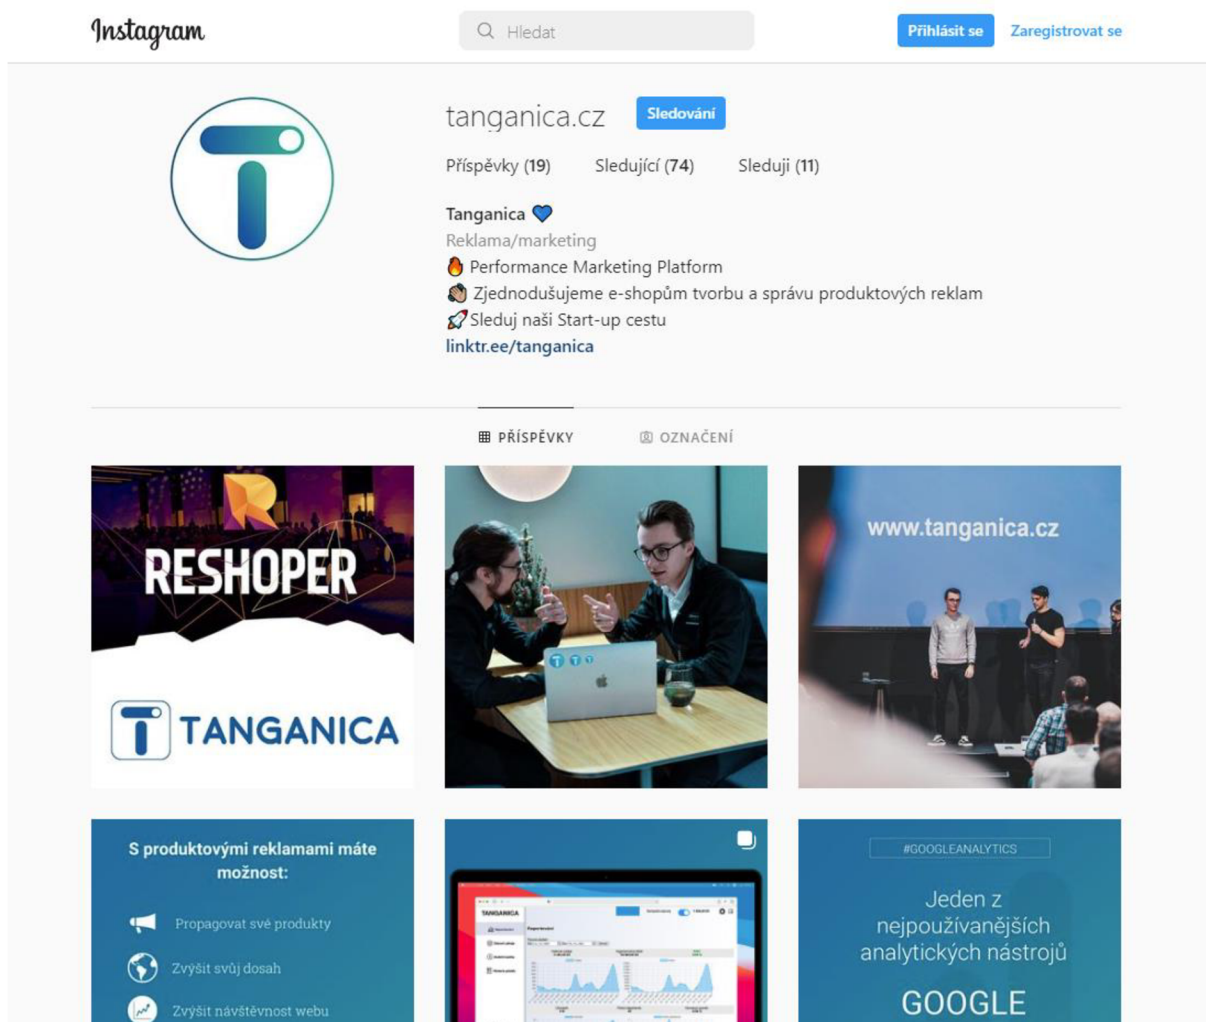 Instagram
Hledat
Přihlásit se
Zaregistrovat se
tanganica.cz
Sledování
Příspěvky (19)
Sledující (74)
Sleduji (11)
Tanganica 💙
Reklama/marketing
🔥 Performance Marketing Platform
👋🏽 Zjednodušujeme e-shopům tvorbu a správu produktových reklam
🚀Sleduj naši Start-up cestu
linktr.ee/tanganica
PŘÍSPĚVKY
OZNAČENÍ
RESHOPER
TANGANICA
www.tanganica.cz
S produktovými reklamami máte
možnost:
Propagovat své produkty
Zvýšit svůj dosah
Zvýšit návštěvnost webu
TANGANICA
#GOOGLEANALYTICS
Jeden z
nejpoužívanějších
analytických nástrojů
GOOGLE